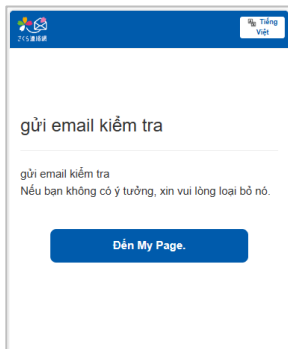 さくら連絡網
Tiếng
Việt
gửi email kiểm tra
gửi email kiểm tra
Nếu bạn không có ý tưởng, xin vui lòng loại bỏ nó.
Đến My Page.